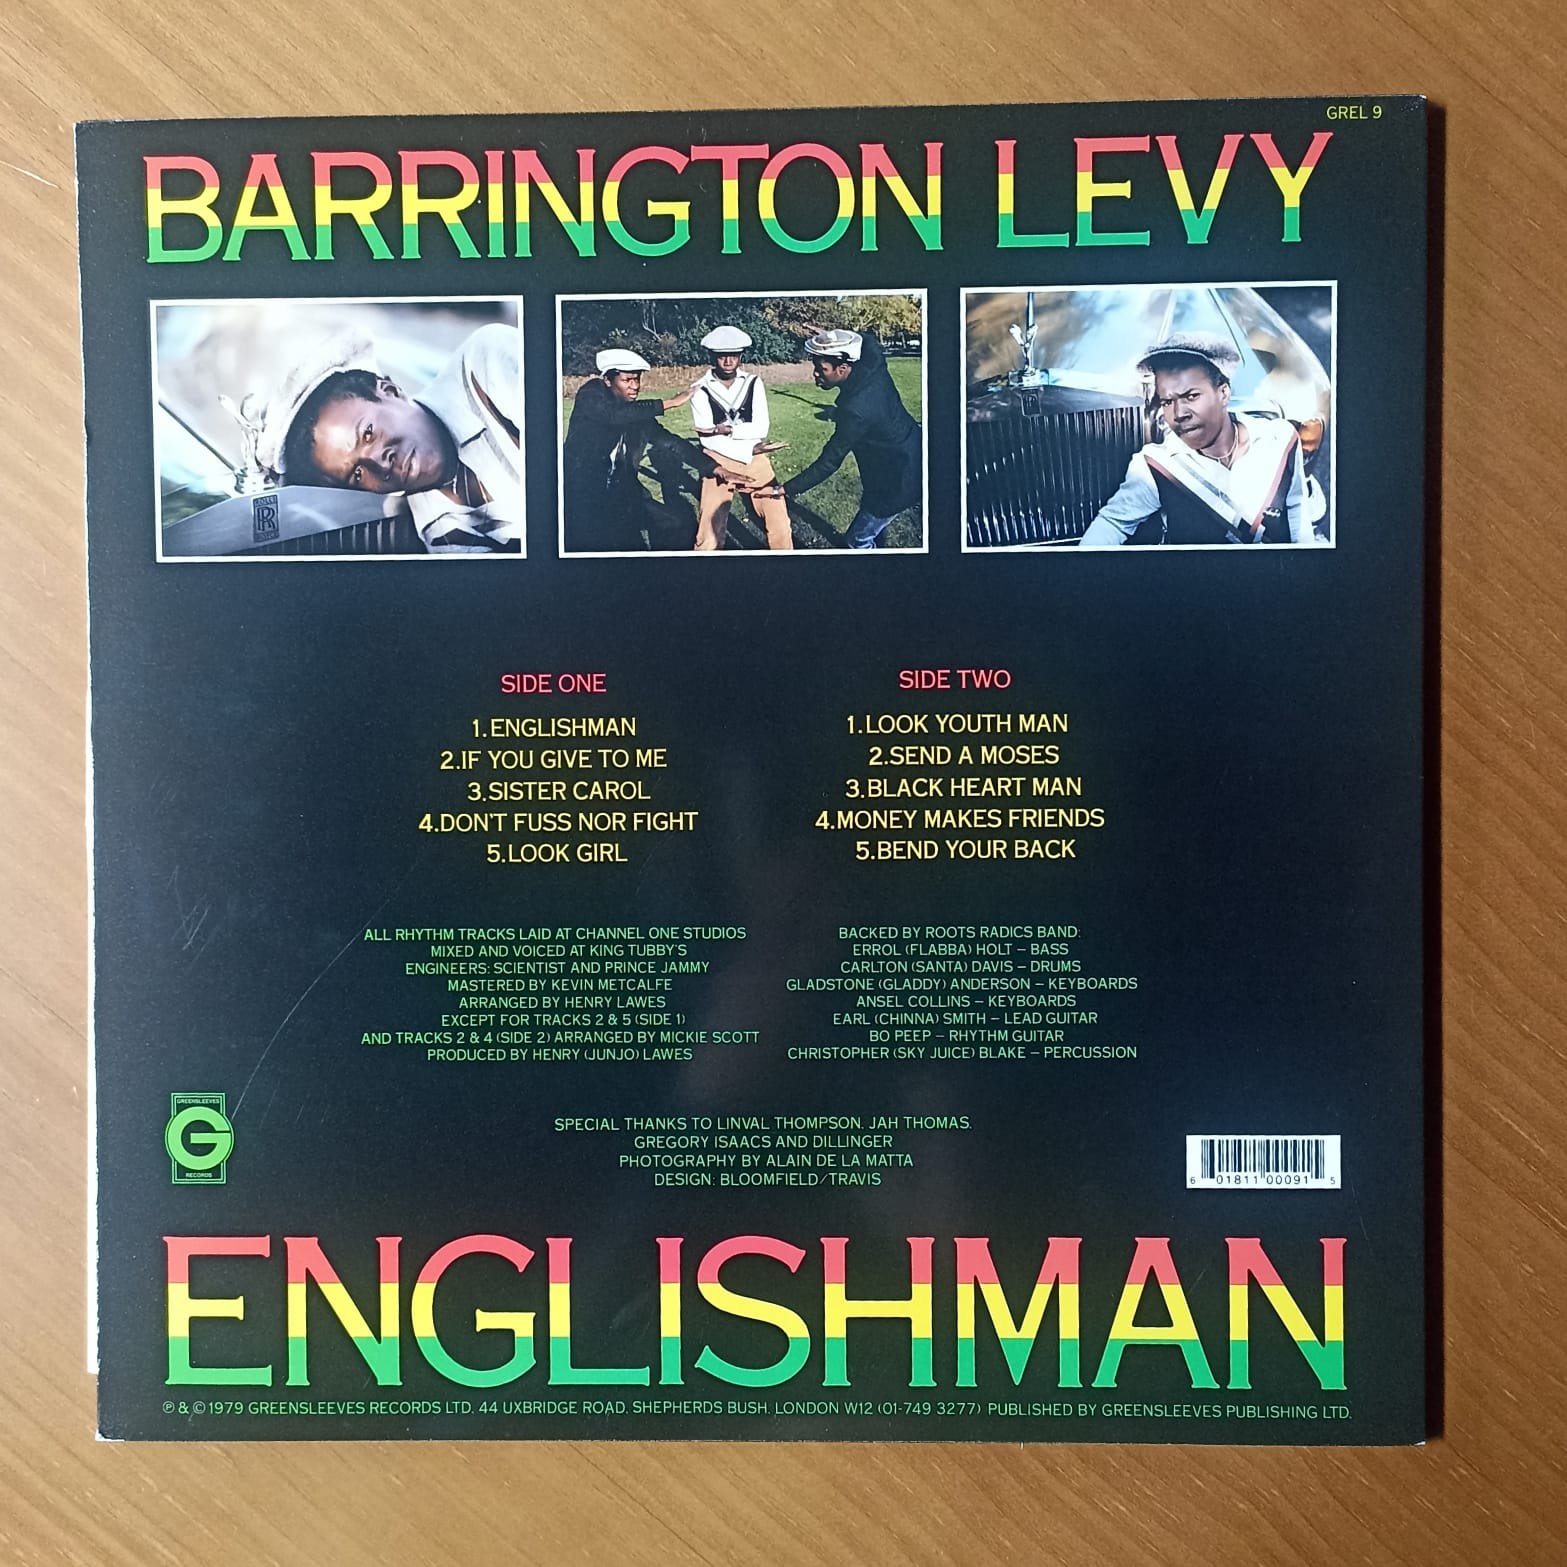 GREL 9
BARRINGTON LEVY
SIDE ONE
1.ENGLISHMAN
2.IF YOU GIVE TO ME
3.SISTER CAROL
4.DON'T FUSS NOR FIGHT
5.LOOK GIRL
SIDE TWO
1.LOOK YOUTH MAN
2.SEND A MOSES
3.BLACK HEART MAN
4.MONEY MAKES FRIENDS
5.BEND YOUR BACK
ALL RHYTHM TRACKS LAID AT CHANNEL ONE STUDIOS
MIXED AND VOICED AT KING TUBBY'S
ENGINEERS: SCIENTIST AND PRINCE JAMMY
MASTERED BY KEVIN METCALFE
ARRANGED BY HENRY LAWES
EXCEPT FOR TRACKS 2 & 5 (SIDE 1)
AND TRACKS 2 & 4 (SIDE 2) ARRANGED BY MICKIE SCOTT
PRODUCED BY HENRY (JUNJO) LAWES
BACKED BY ROOTS RADICS BAND:
ERROL (FLABBA) HOLT – BASS
CARLTON (SANTA) DAVIS – DRUMS
GLADSTONE (GLADDY) ANDERSON – KEYBOARDS
ANSEL COLLINS – KEYBOARDS
EARL (CHINNA) SMITH – LEAD GUITAR
BO PEEP – RHYTHM GUITAR
CHRISTOPHER (SKY JUICE) BLAKE – PERCUSSION
GREENSLEEVES
G
RECORDS
SPECIAL THANKS TO LINVAL THOMPSON, JAH THOMAS,
GREGORY ISAACS AND DILLINGER
PHOTOGRAPHY BY ALAIN DE LA MATTA
DESIGN: BLOOMFIELD/TRAVIS
6 01811 00091 5
ENGLISHMAN
℗ & © 1979 GREENSLEEVES RECORDS LTD. 44 UXBRIDGE ROAD, SHEPHERDS BUSH, LONDON W12 (01-749 3277) PUBLISHED BY GREENSLEEVES PUBLISHING LTD.